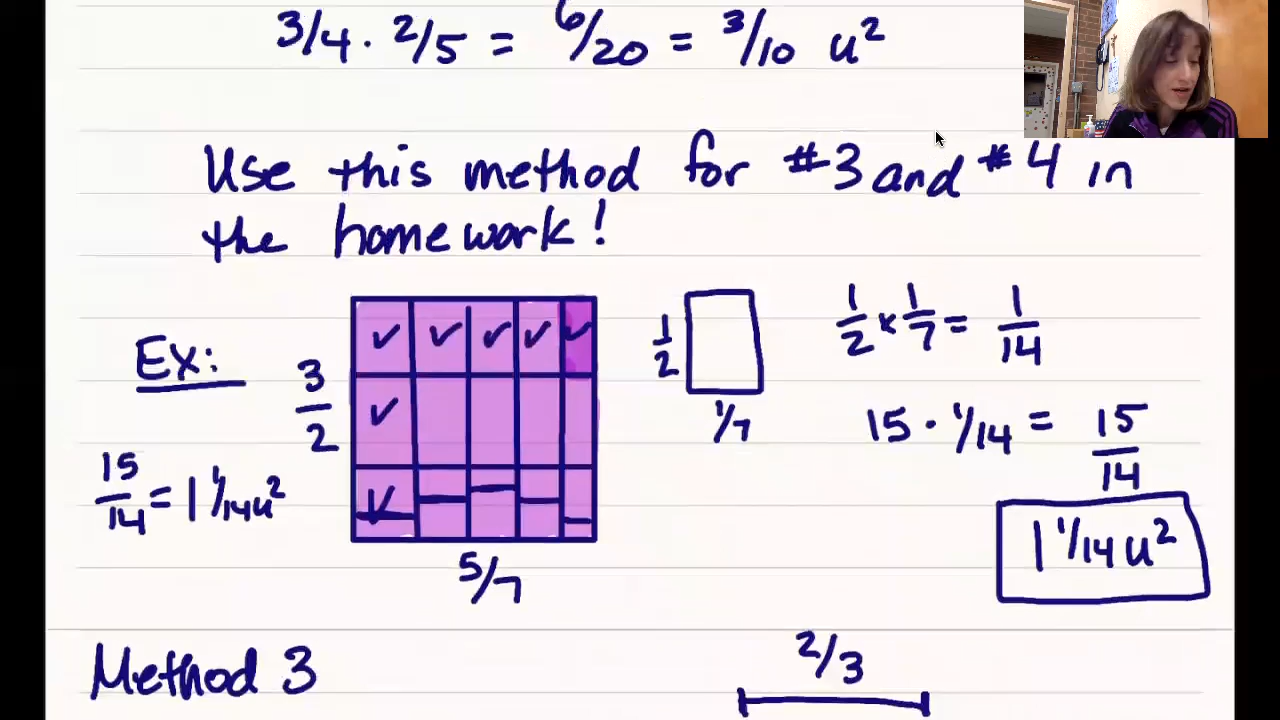 3/4 · 2/5 = 6/20 = 3/10 u²
Use this method for #3 and #4 in
the homework!
Ex:
3/2
5/7
15/14 = 1 1/14 u²
1/2
1/7
1/2 x 1/7 = 1/14
15 · 1/14 = 15/14
1 1/14 u²
Method 3
2/3